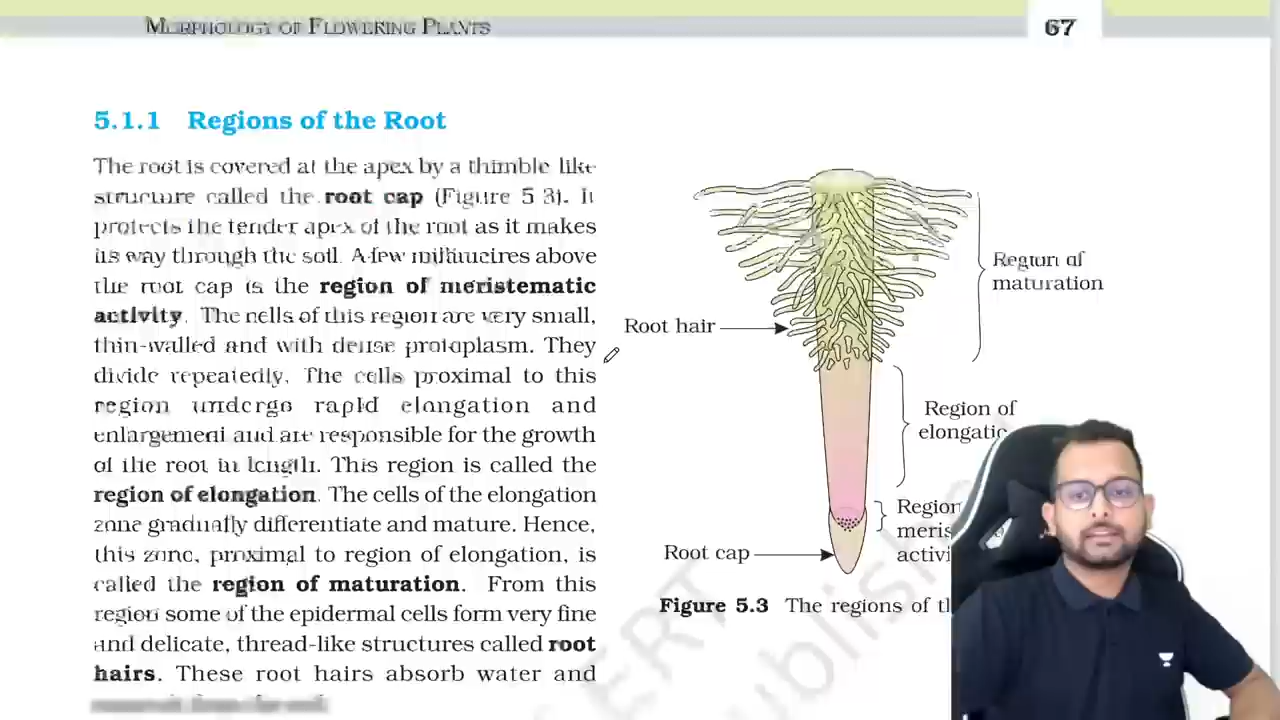 MORPHOLOGY OF FLOWERING PLANTS
67
5.1.1 Regions of the Root
The root is covered at the apex by a thimble like
structure called the root cap (Figure 5 3). It
protects the tender apex of the root as it makes
its way through the soil. A few millimetres above
the root cap is the region of meristematic
activity. The cells of this region are very small,
thin-walled and with dense protoplasm. They
divide repeatedly. The cells proximal to this
region undergo rapid elongation and
enlargement and are responsible for the growth
of the root in length. This region is called the
region of elongation. The cells of the elongation
zone gradually differentiate and mature. Hence,
this zone, proximal to region of elongation, is
called the region of maturation. From this
region some of the epidermal cells form very fine
and delicate, thread-like structures called root
hairs. These root hairs absorb water and
Region of
maturation
Root hair
Region of
elongatio
Region
meris
activi
Root cap
Figure 5.3 The regions of t